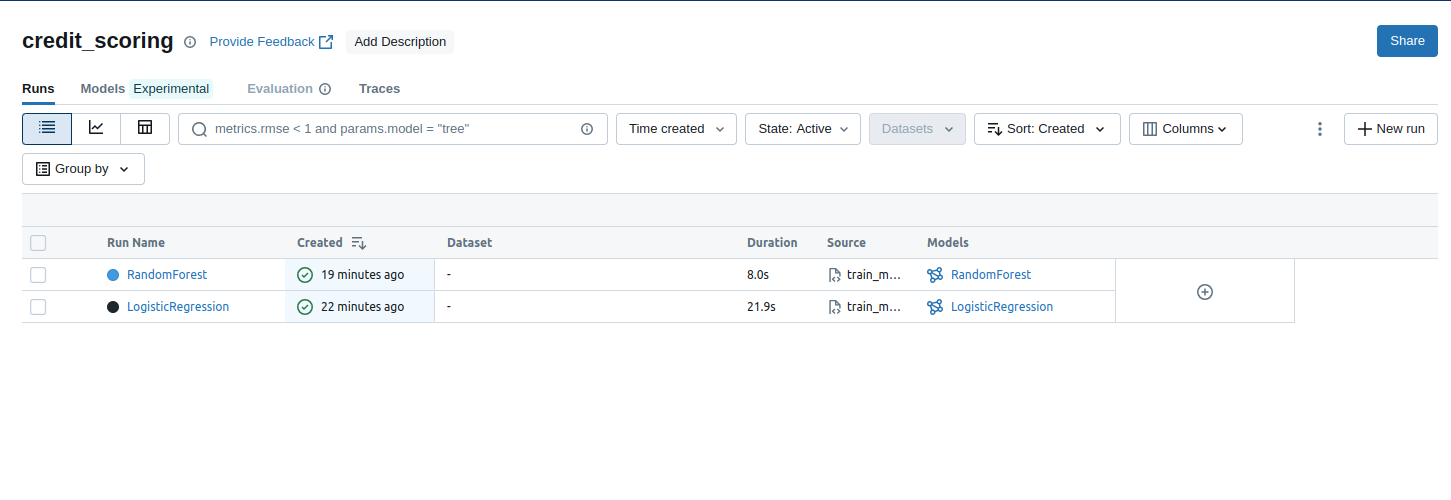 credit_scoring Provide Feedback Add Description Share
Runs Models Experimental Evaluation Traces
metrics.rmse < 1 and params.model = "tree" Time created State: Active Datasets Sort: Created Columns New run
Group by
Run Name Created Dataset Duration Source Models
RandomForest 19 minutes ago - 8.0s train_m... RandomForest
LogisticRegression 22 minutes ago - 21.9s train_m... LogisticRegression